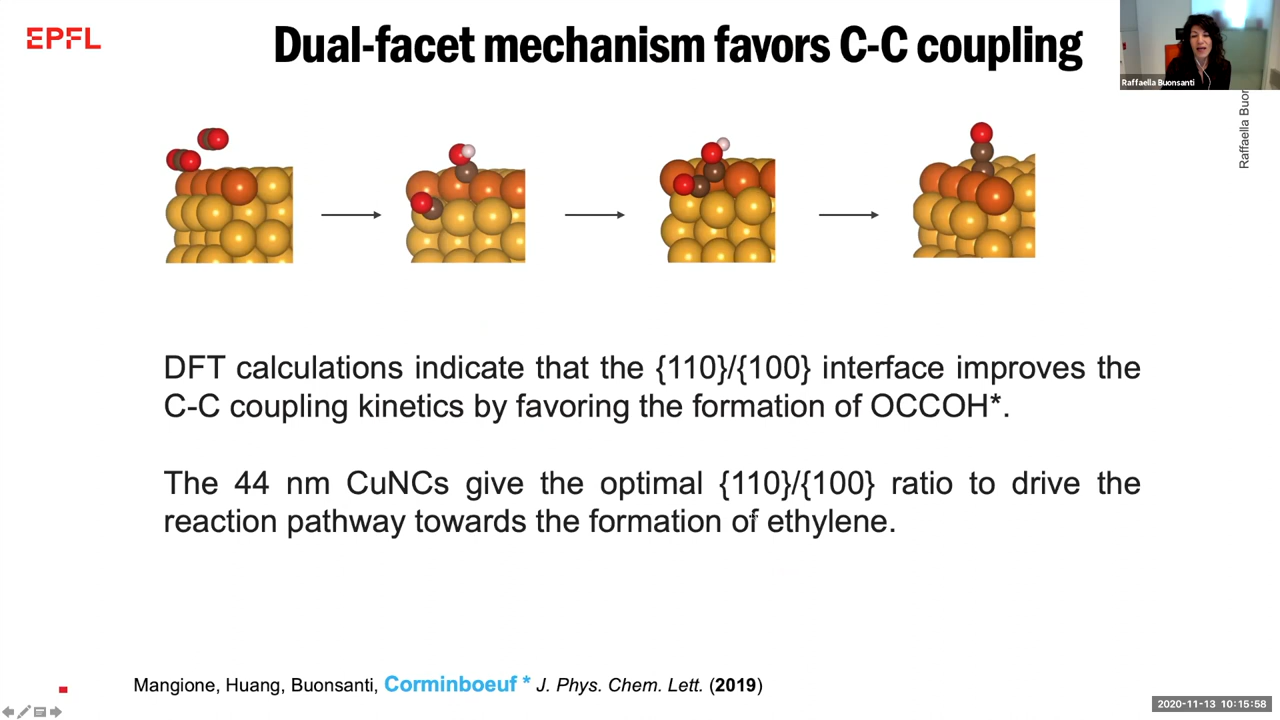 EPFL
Dual-facet mechanism favors C-C coupling
Raffaella Buonsanti
Raffaella Buor
DFT calculations indicate that the {110}/{100} interface improves the
C-C coupling kinetics by favoring the formation of OCCOH*.
The 44 nm CuNCs give the optimal {110}/{100} ratio to drive the
reaction pathway towards the formation of ethylene.
Mangione, Huang, Buonsanti, Corminboeuf * J. Phys. Chem. Lett. (2019)
2020-11-13 10:15:58